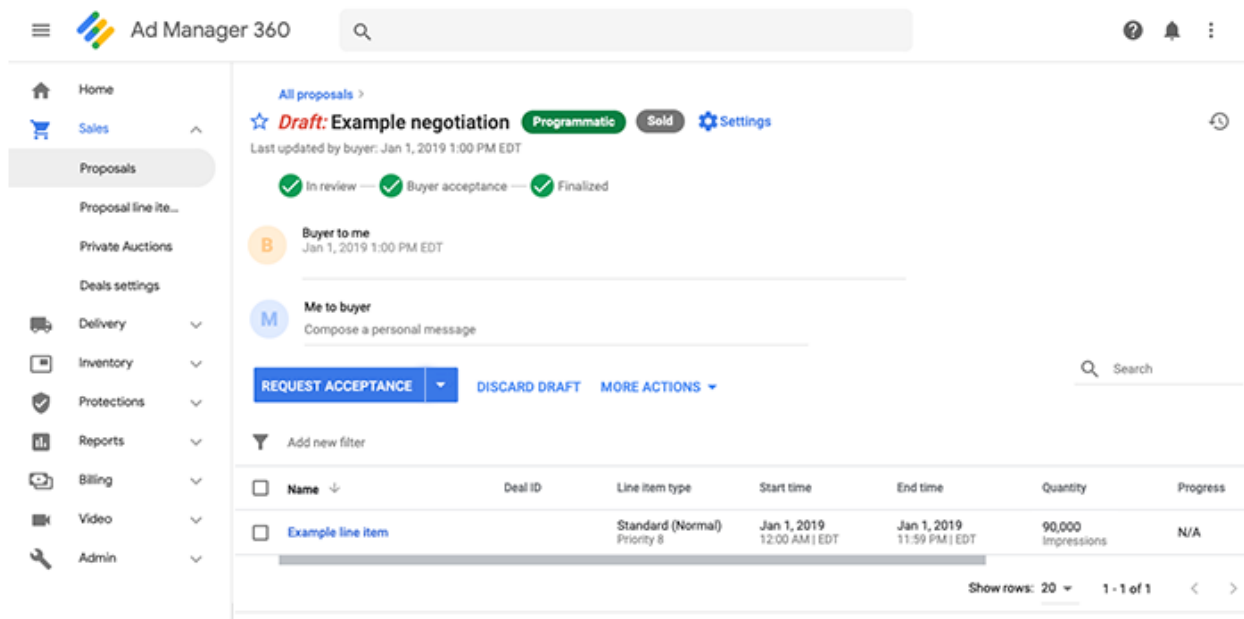 Ad Manager 360
Home
Sales
Proposals
Proposal line ite...
Private Auctions
Deals settings
Delivery
Inventory
Protections
Reports
Billing
Video
Admin
All proposals >
Draft: Example negotiation Programmatic Sold Settings
Last updated by buyer: Jan 1, 2019 1:00 PM EDT
In review Buyer acceptance Finalized
B
Buyer to me
Jan 1, 2019 1:00 PM EDT
M
Me to buyer
Compose a personal message
REQUEST ACCEPTANCE DISCARD DRAFT MORE ACTIONS
Search
Add new filter
Name Deal ID Line item type Start time End time Quantity Progress
Example line item Standard (Normal) Jan 1, 2019 Jan 1, 2019 90,000 N/A
Priority 8 12:00 AM | EDT 11:59 PM | EDT Impressions
Show rows: 20 1 - 1 of 1